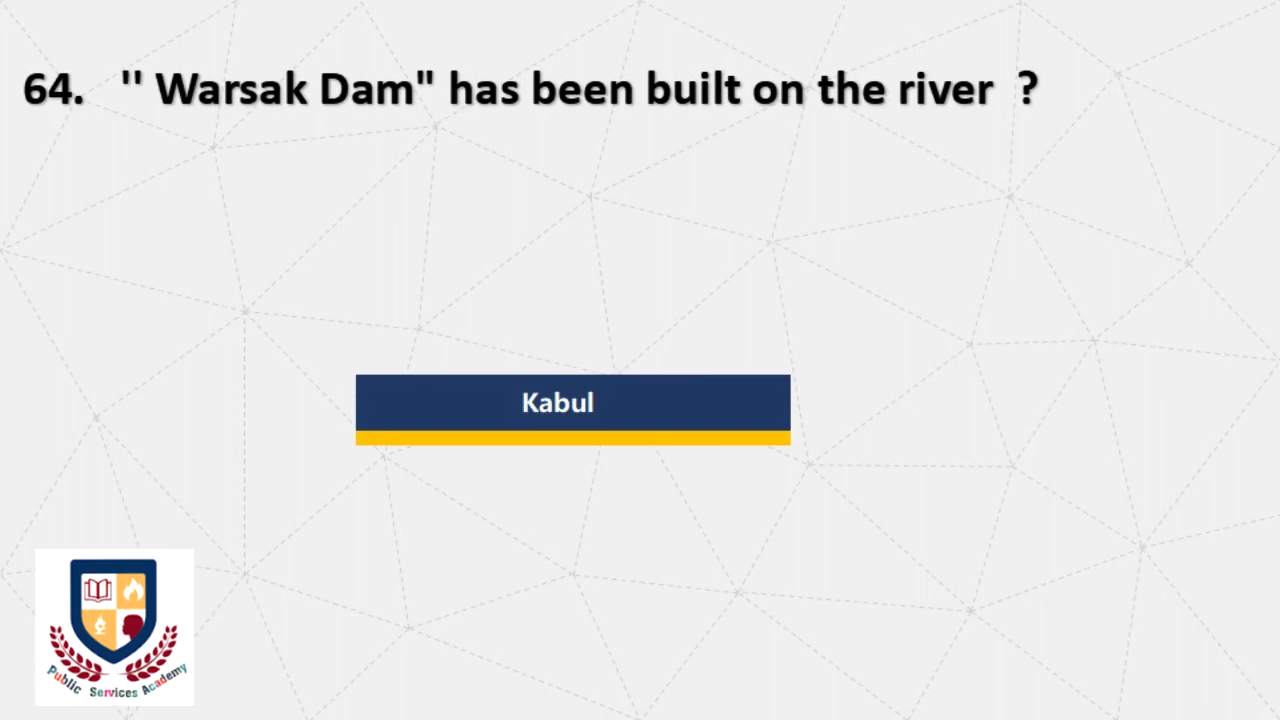 64. '' Warsak Dam" has been built on the river ?
Kabul
Public Services Academy